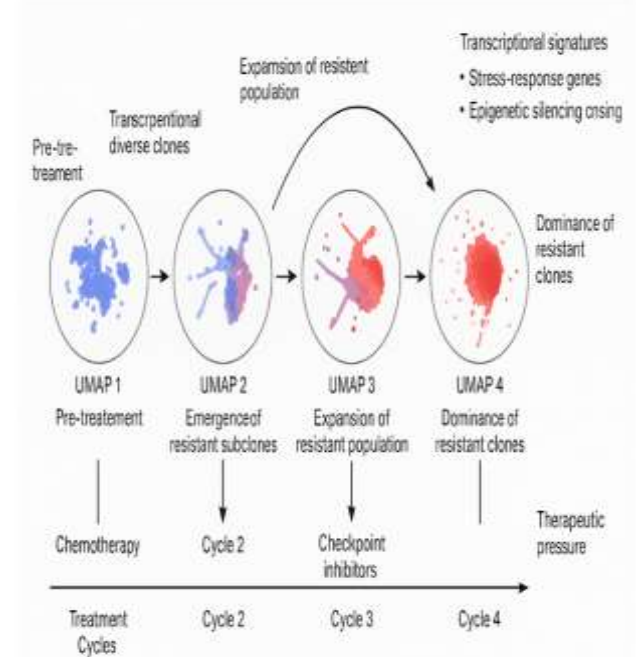 Transcriptional signatures
• Stress-response genes
• Epigenetic silencing cnsing
Expamsion of resistent
population
Transcrpentional
diverse clones
Pre-tre-
treament
Dominance of
resistant
clones
UMAP 1
UMAP 2
UMAP 3
UMAP 4
Pre-treatement
Emergenceof
resistant subclones
Expansion of
resistant population
Dominance of
resistant clones
Chemotherapy
Cycle 2
Checkpoint
inhibitors
Therapeutic
pressure
Treatment
Cycles
Cycle 2
Cycle 3
Cycle 4